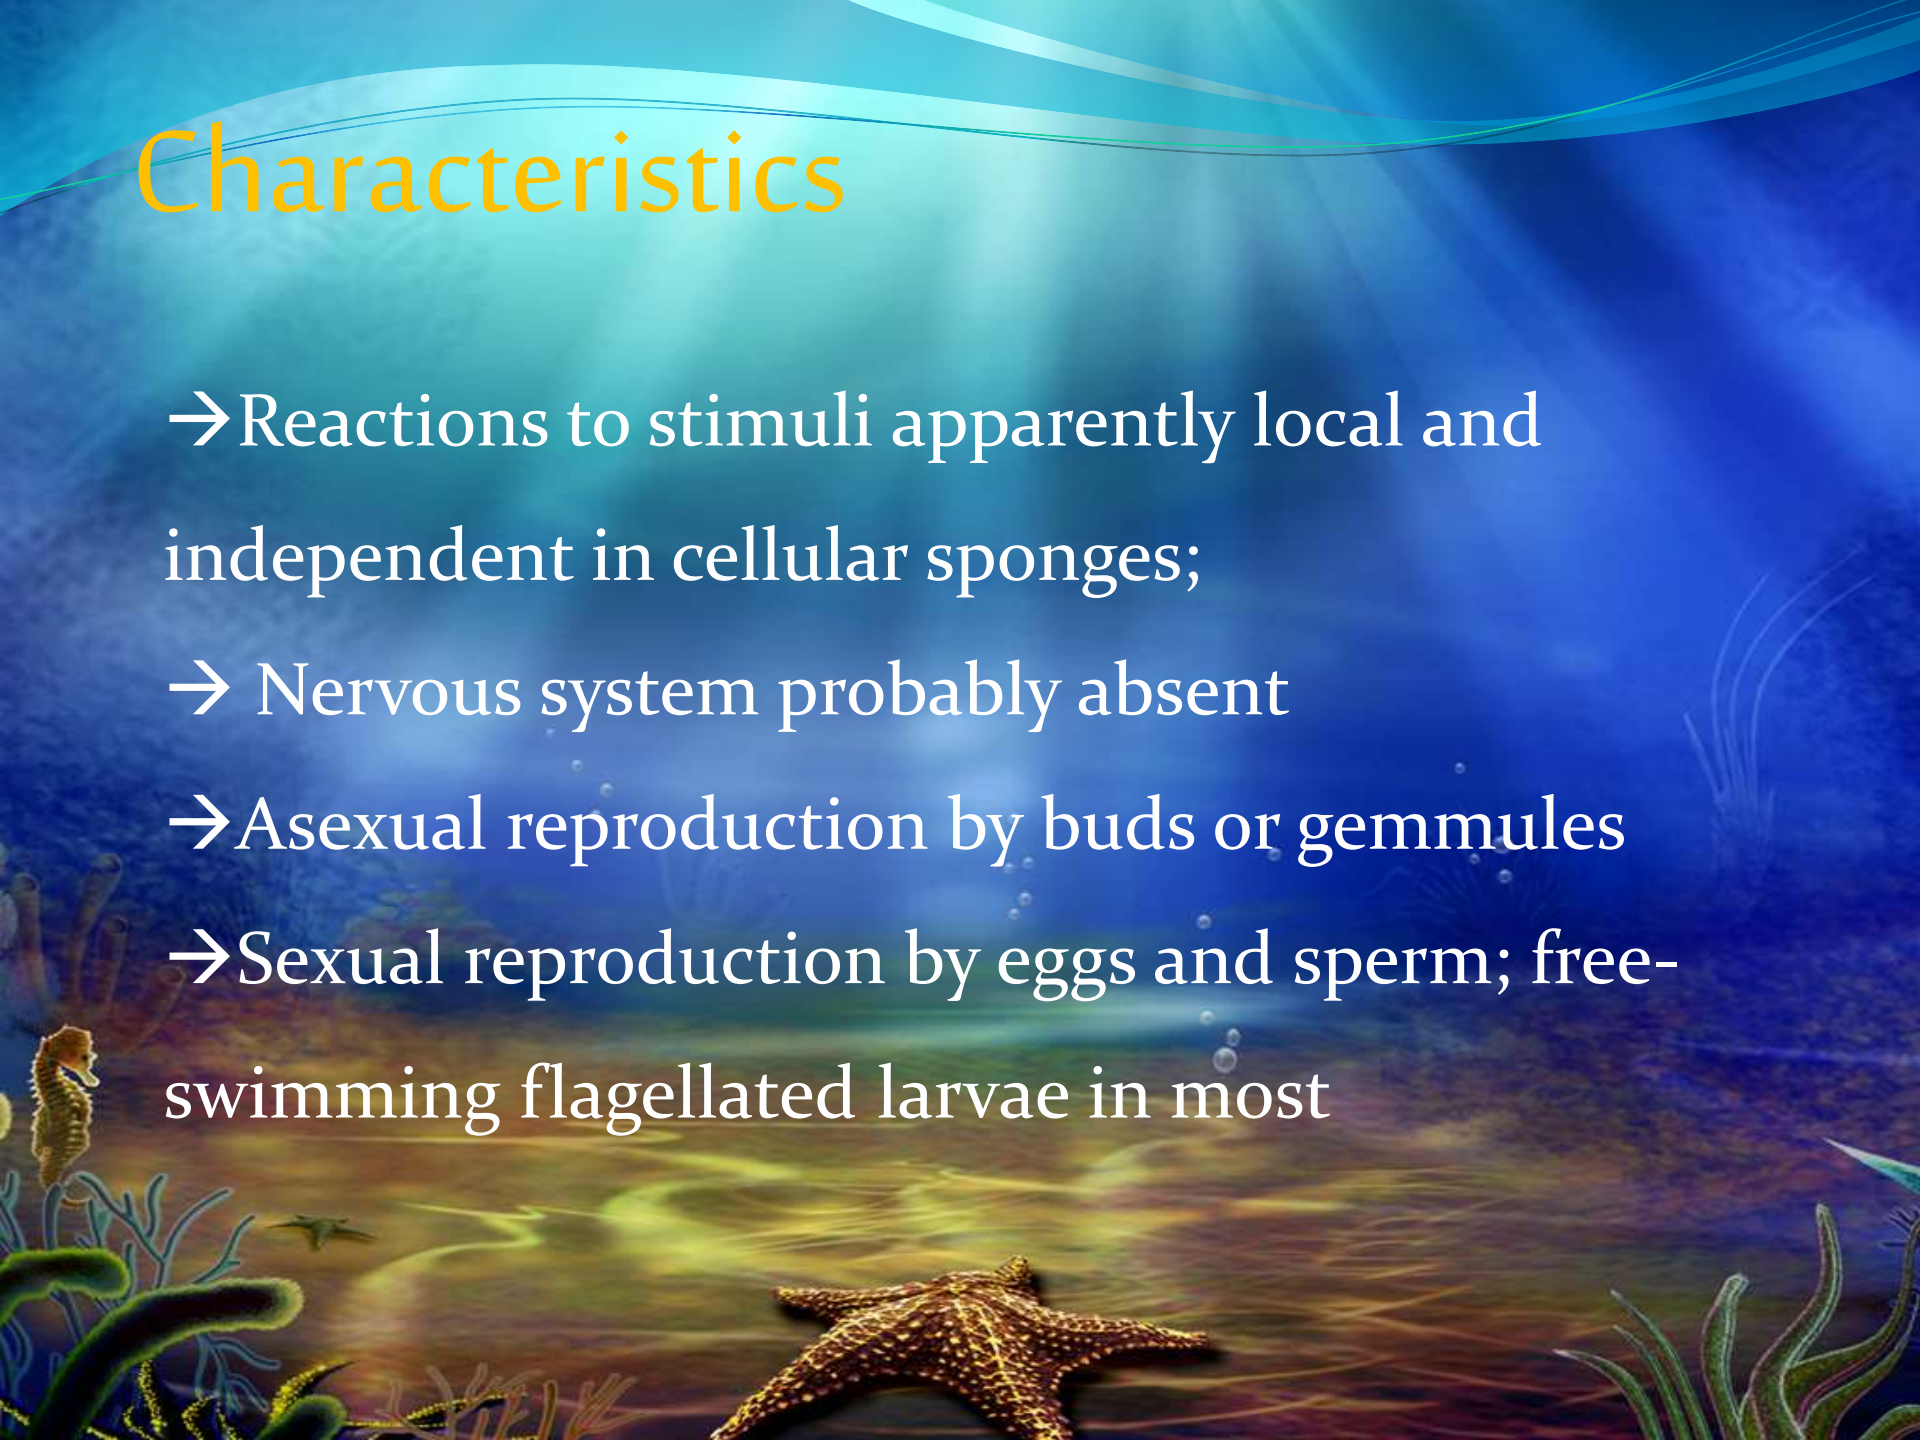 Characteristics
→Reactions to stimuli apparently local and
independent in cellular sponges;
→ Nervous system probably absent
→Asexual reproduction by buds or gemmules
→Sexual reproduction by eggs and sperm; free-
swimming flagellated larvae in most